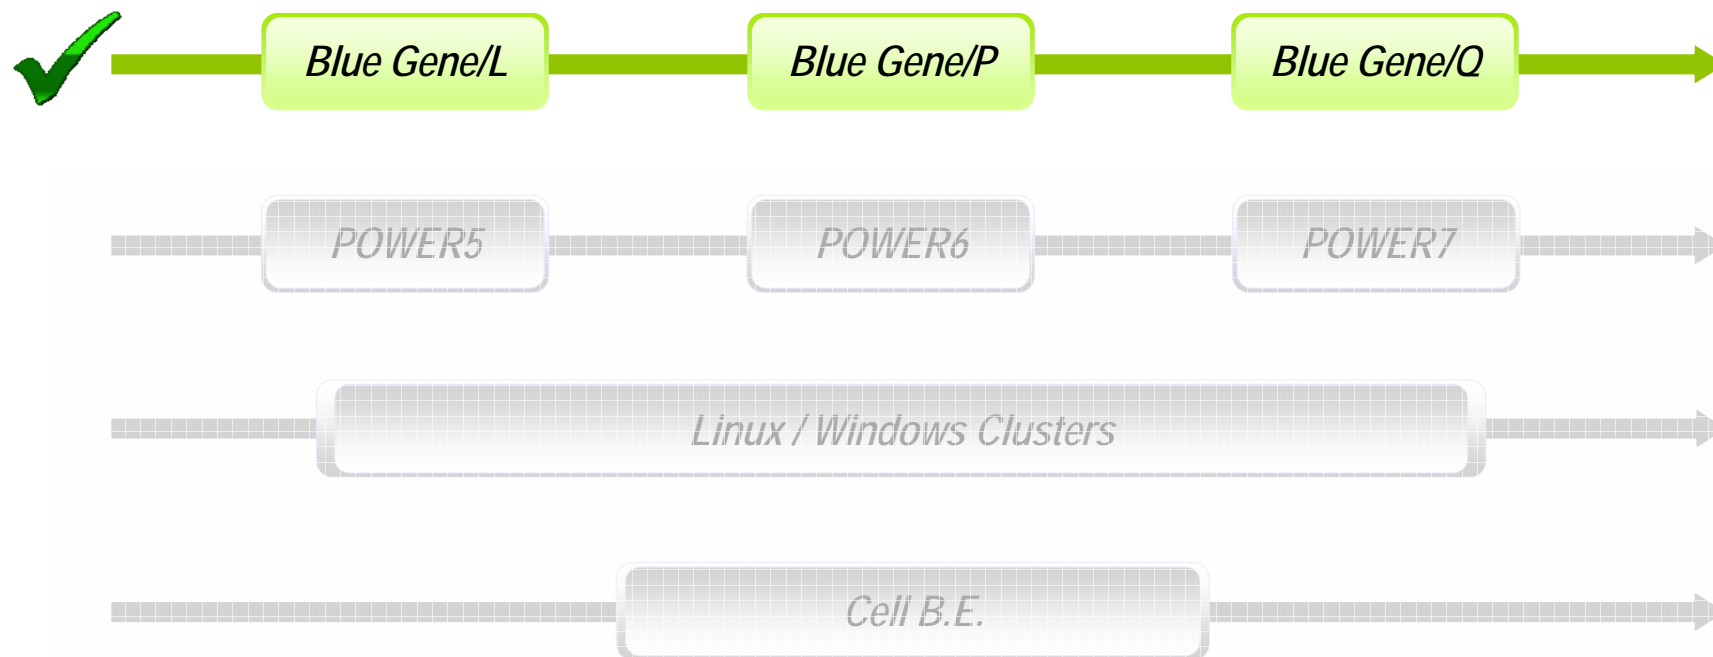 Blue Gene/L
Blue Gene/P
Blue Gene/Q
POWER5
POWER6
POWER7
Linux / Windows Clusters
Cell B.E.